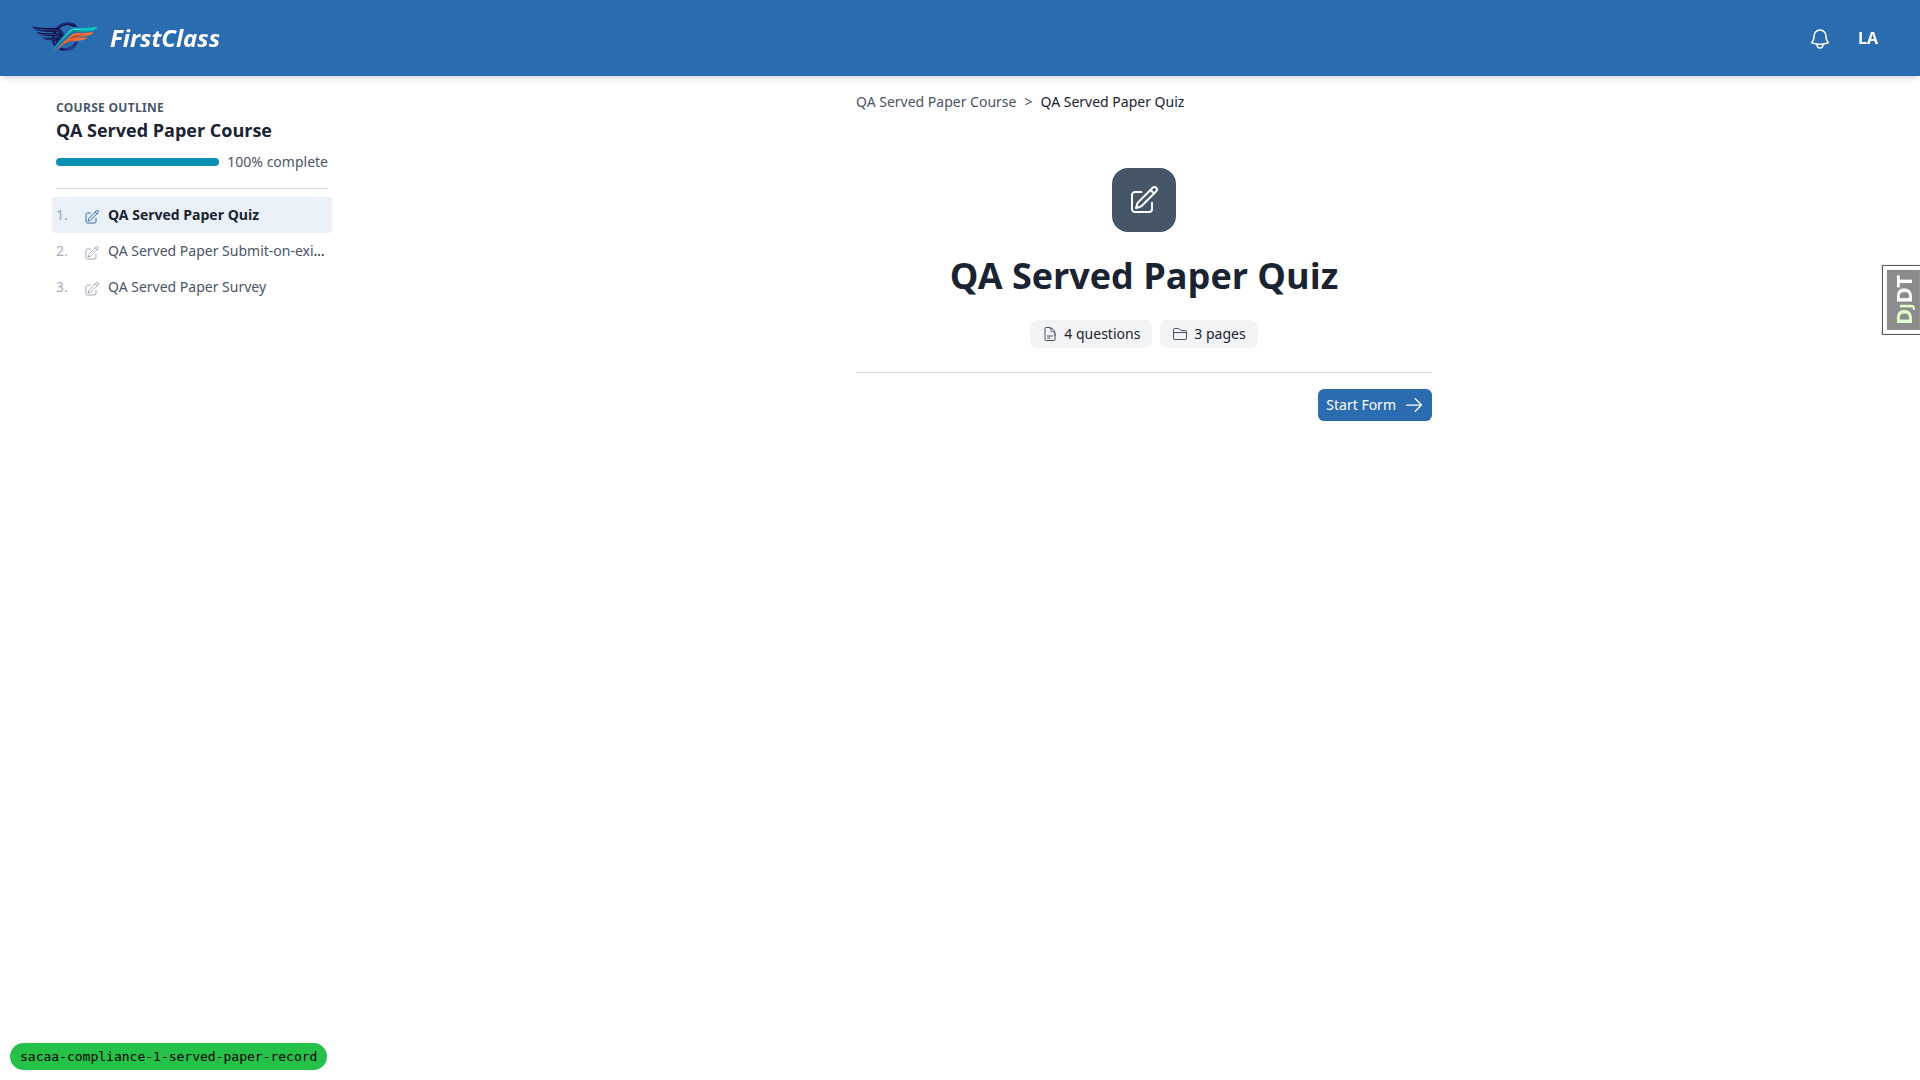 FirstClass
LA
COURSE OUTLINE
QA Served Paper Course
100% complete
1. QA Served Paper Quiz
2. QA Served Paper Submit-on-exi...
3. QA Served Paper Survey
QA Served Paper Course > QA Served Paper Quiz
QA Served Paper Quiz
4 questions
3 pages
Start Form
DJDT
sacaa-compliance-1-served-paper-record